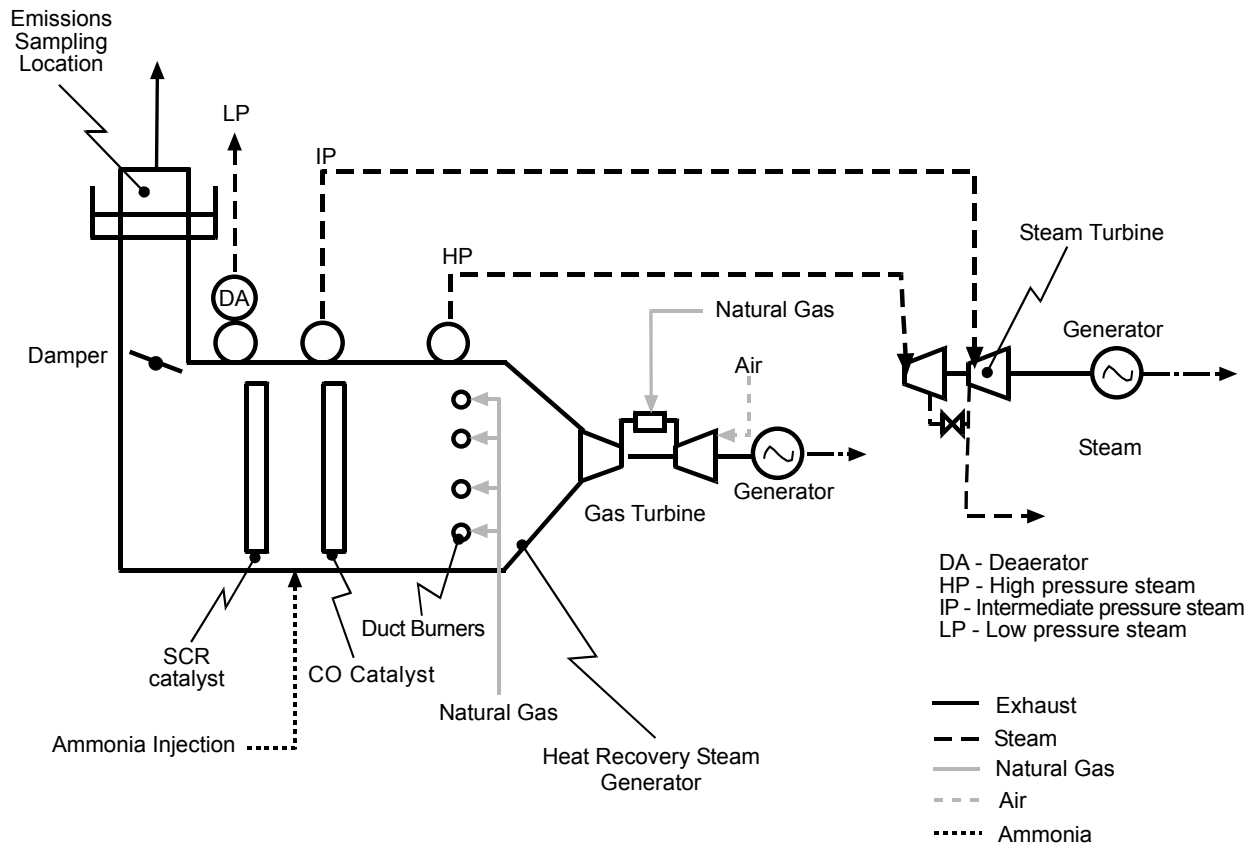 Emissions
Sampling
Location
LP
IP
HP
DA
Damper
Natural Gas
Air
Steam Turbine
Generator
Steam
Generator
Gas Turbine
SCR
catalyst
CO Catalyst
Duct Burners
Natural Gas
Ammonia Injection
Heat Recovery Steam
Generator
DA - Deaerator
HP - High pressure steam
IP - Intermediate pressure steam
LP - Low pressure steam
Exhaust
Steam
Natural Gas
Air
Ammonia